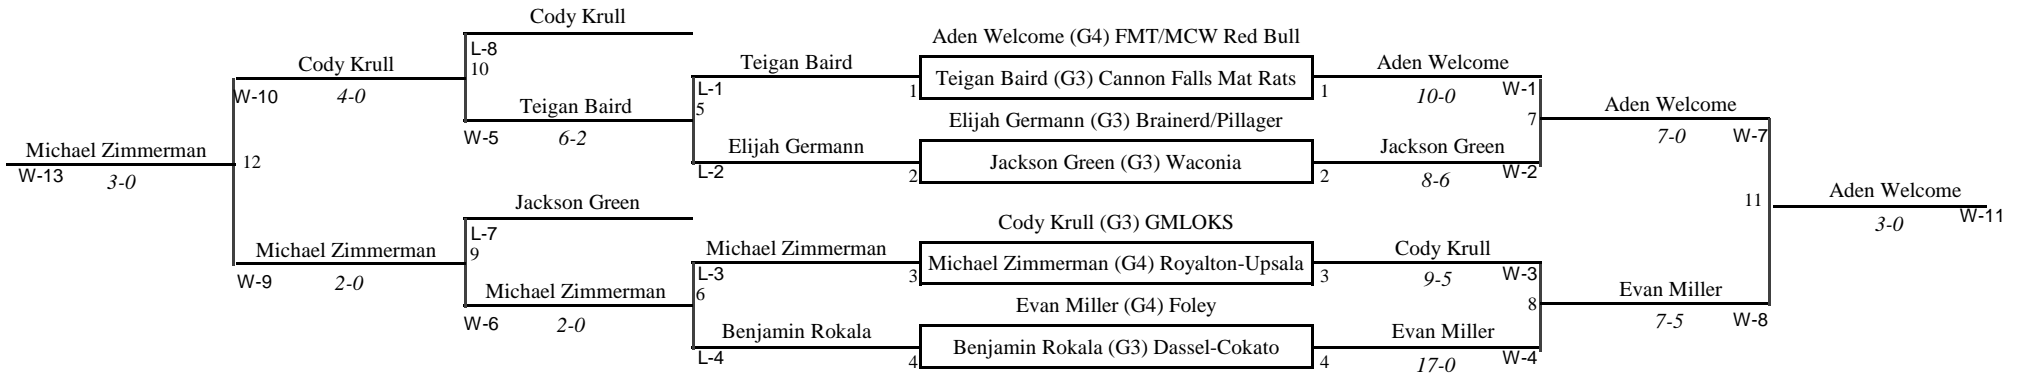 Cody Krull
L-8
10
Cody Krull
W-10
4-0
Teigan Baird
W-5
6-2
Michael Zimmerman
W-13
3-0
12
Jackson Green
L-7
9
Michael Zimmerman
W-9
2-0
Michael Zimmerman
W-6
2-0
Teigan Baird
L-1
5
1
Elijah Germann
L-2
2
Michael Zimmerman
L-3
6
3
Benjamin Rokala
L-4
4
Aden Welcome (G4) FMT/MCW Red Bull
Teigan Baird (G3) Cannon Falls Mat Rats
Elijah Germann (G3) Brainerd/Pillager
Jackson Green (G3) Waconia
Cody Krull (G3) GMLOKS
Michael Zimmerman (G4) Royalton-Upsala
Evan Miller (G4) Foley
Benjamin Rokala (G3) Dassel-Cokato
1
Aden Welcome
10-0
W-1
7
2
Jackson Green
8-6
W-2
3
Cody Krull
9-5
W-3
8
4
Evan Miller
17-0
W-4
Aden Welcome
7-0
W-7
11
Evan Miller
7-5
W-8
Aden Welcome
3-0
W-11